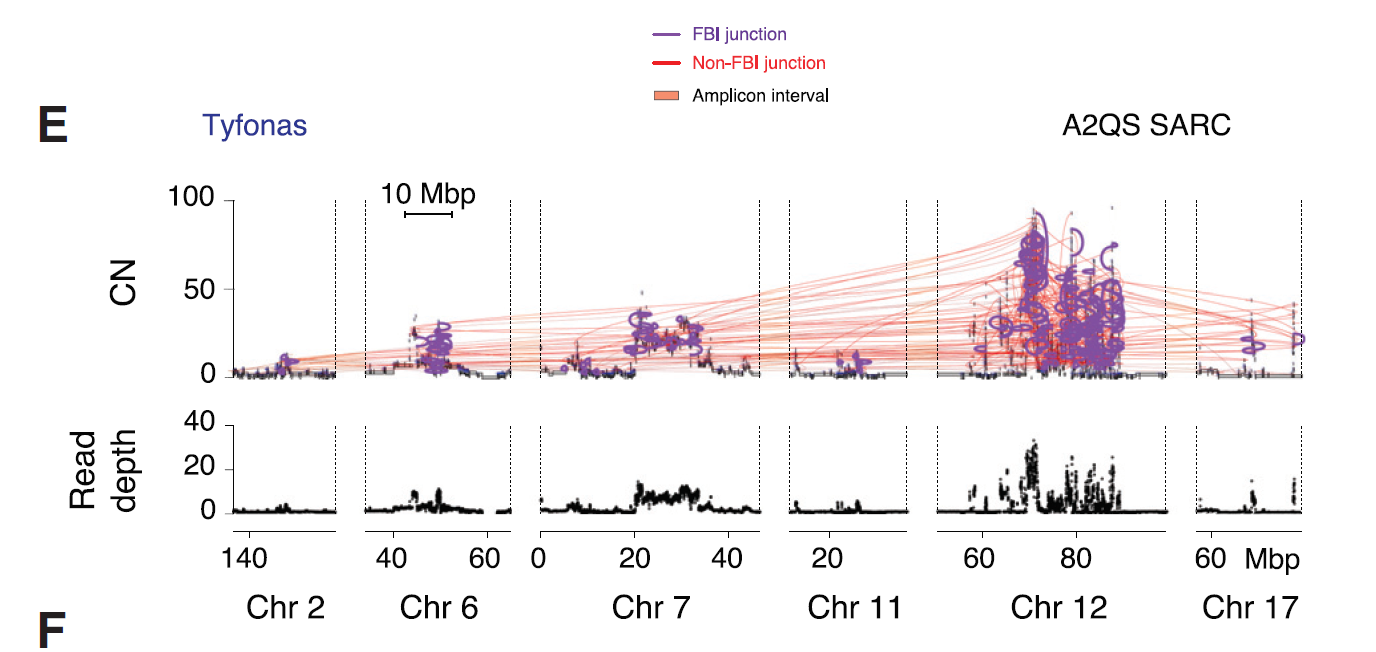 FBI junction
Non-FBI junction
Amplicon interval
E
Tyfonas
A2QS SARC
10 Mbp
CN
100
50
0
Read depth
40
20
0
140
40 60
0 20 40
20
60 80
60 Mbp
Chr 2
Chr 6
Chr 7
Chr 11
Chr 12
Chr 17
F